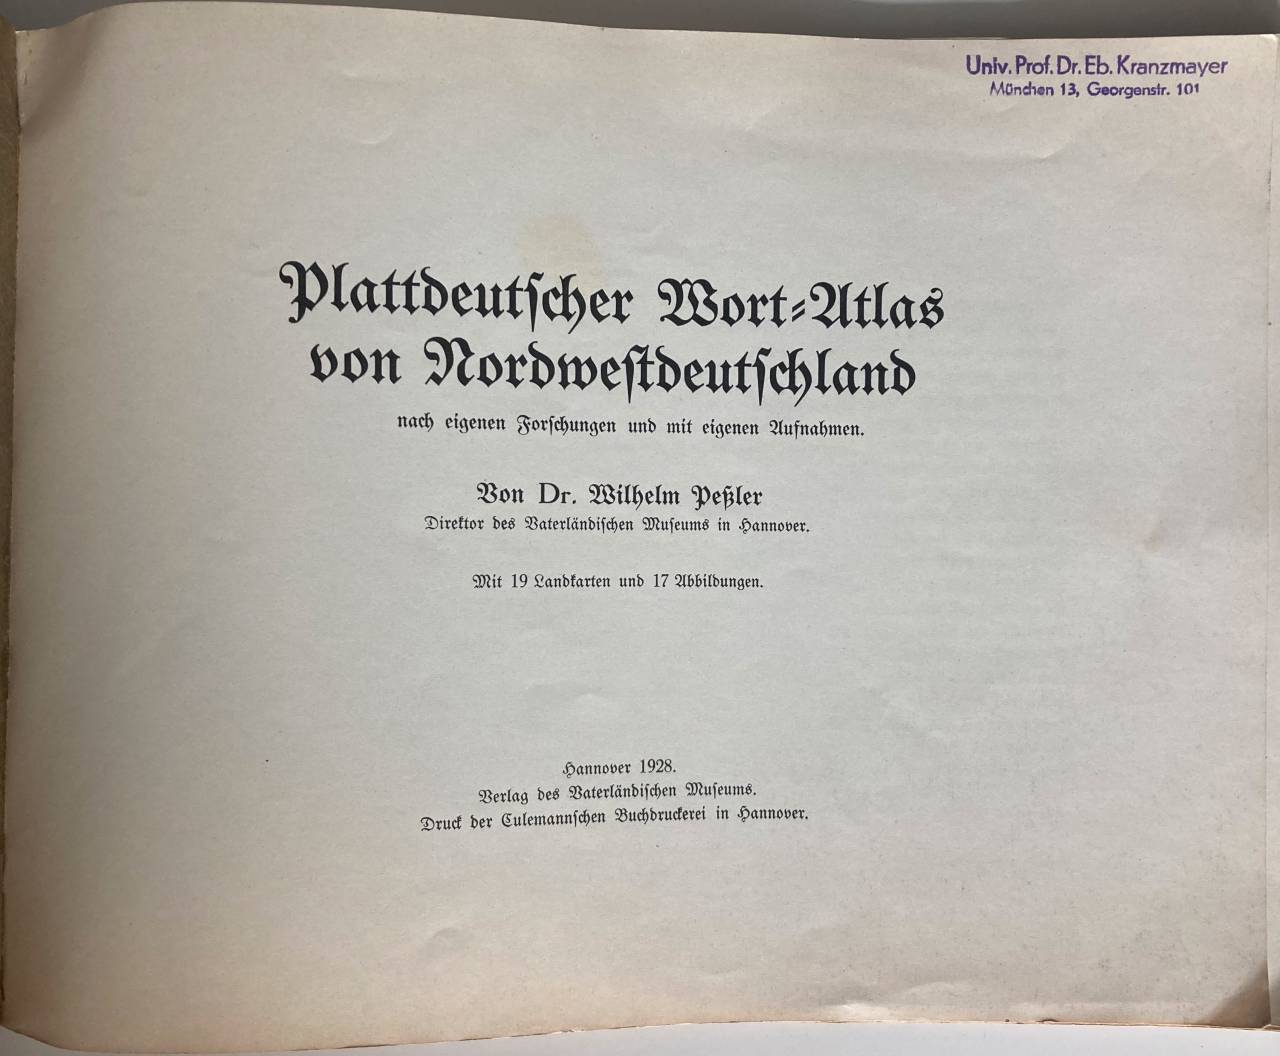 Univ. Prof. Dr. Eb. Kranzmayer
München 13, Georgenstr. 101
Plattdeutſcher Wort-Atlas
von Nordweſtdeutſchland
nach eigenen Forſchungen und mit eigenen Aufnahmen.
Von Dr. Wilhelm Peßler
Direktor des Vaterländiſchen Muſeums in Hannover.
Mit 19 Landkarten und 17 Abbildungen.
Hannover 1928.
Verlag des Vaterländiſchen Muſeums.
Druck der Culemannſchen Buchdruckerei in Hannover.